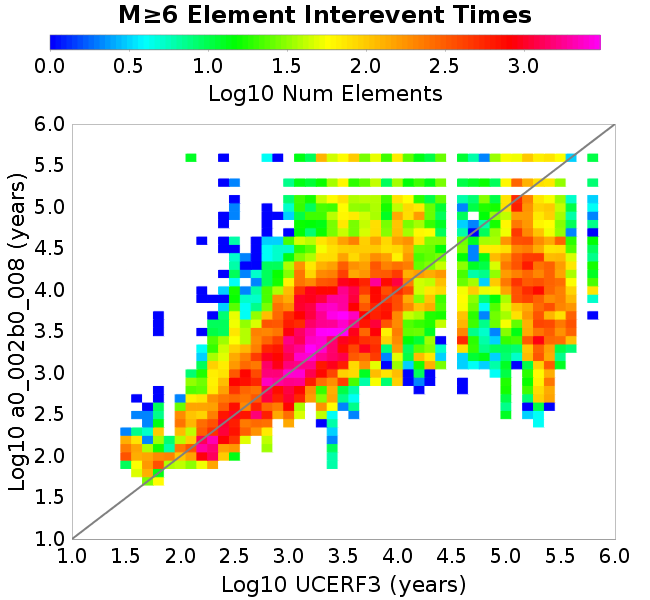 M≥6 Element Interevent Times
0.0 0.5 1.0 1.5 2.0 2.5 3.0
Log10 Num Elements
Log10 a0_002b0_008 (years)
6.0
5.5
5.0
4.5
4.0
3.5
3.0
2.5
2.0
1.5
1.0
1.0 1.5 2.0 2.5 3.0 3.5 4.0 4.5 5.0 5.5 6.0
Log10 UCERF3 (years)